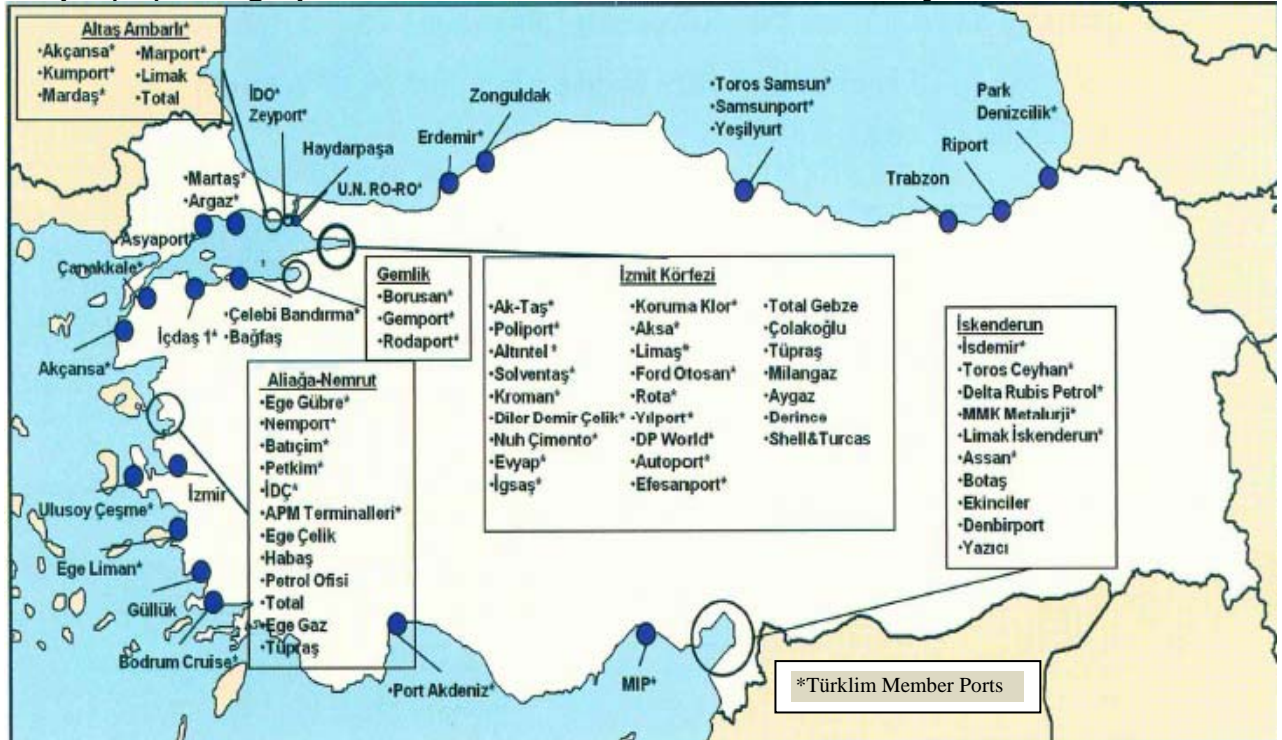 Altaş Ambarlı*
•Akçansa* •Marport*
•Kumport* •Limak
•Mardaş* •Total
İDO*
Zeyport*
Haydarpaşa
U.N. RO-RO*
Erdemir*
Zonguldak
•Toros Samsun*
•Samsunport*
•Yeşilyurt
Park
Denizcilik*
Riport
Trabzon
•Martaş*
•Argaz*
Asyaport*
Çanakkale*
İçdaş 1*
Akçansa*
•Çelebi Bandırma*
•Bağfaş
Gemlik
•Borusan*
•Gemport*
•Rodaport*
İzmit Körfezi
•Ak-Taş* •Koruma Klor* •Total Gebze
•Poliport* •Aksa* •Çolakoğlu
•Altıntel* •Limaş* •Tüpraş
•Solventaş* •Ford Otosan* •Milangaz
•Kroman* •Rota* •Aygaz
•Diler Demir Çelik* •Yılport* •Derince
•Nuh Çimento* •DP World* •Shell&Turcas
•Evyap* •Autoport*
•İgsaş* •Efesanport*
İskenderun
•İsdemir*
•Toros Ceyhan*
•Delta Rubis Petrol*
•MMK Metalurji*
•Limak İskenderun*
•Assan*
•Botaş
•Ekinciler
•Denbirport
•Yazıcı
Aliağa-Nemrut
•Ege Gübre*
•Nemport*
•Batıçim*
•Petkim*
•İDÇ*
•APM Terminalleri*
•Ege Çelik
•Habaş
•Petrol Ofisi
•Total
•Ege Gaz
•Tüpraş
İzmir
Ulusoy Çeşme*
Ege Liman*
Güllük
Bodrum Cruise*
•Port Akdeniz*
MIP*
*Türklim Member Ports